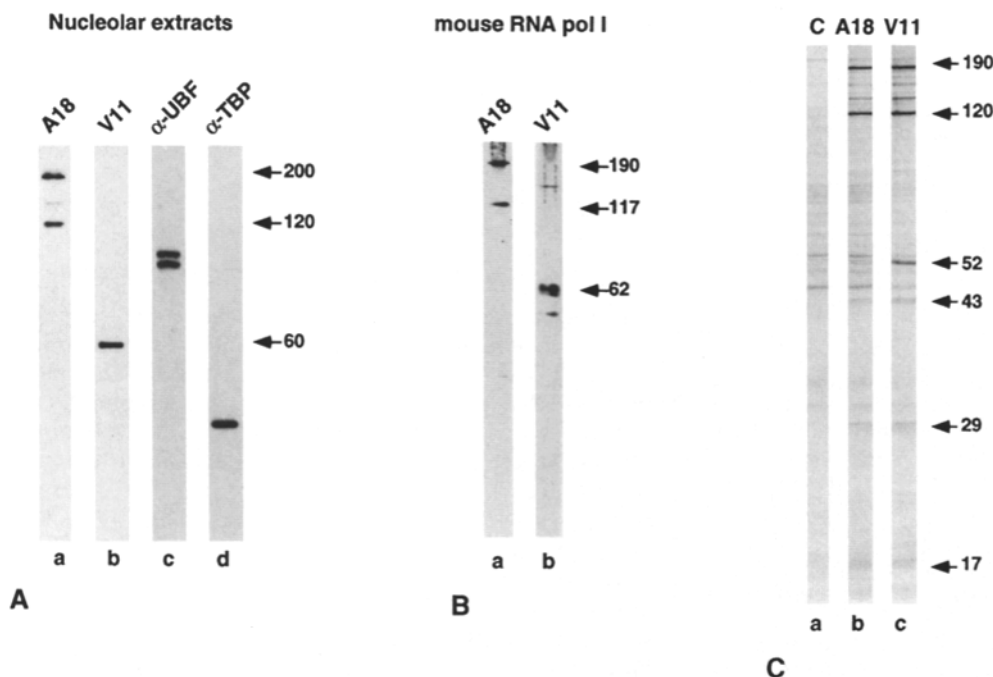 Nucleolar extracts
A18 V11 α-UBF α-TBP
200
120
60
a b c d
A
mouse RNA pol I
A18 V11
190
117
62
a b
B
C A18 V11
190
120
52
43
29
17
a b c
C